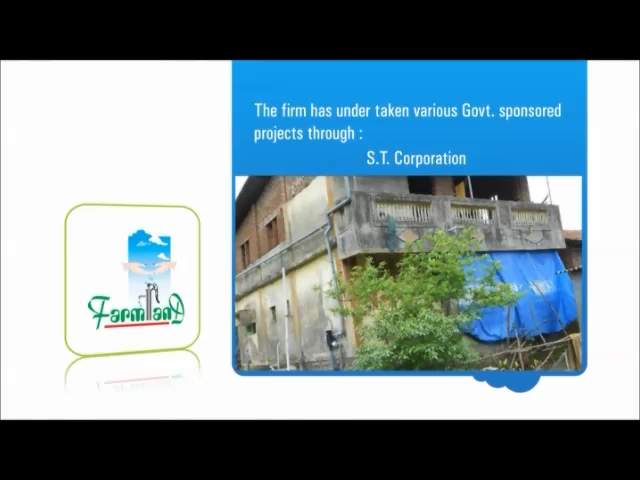 The firm has under taken various Govt. sponsored
projects through :
S.T. Corporation
FarmlanD